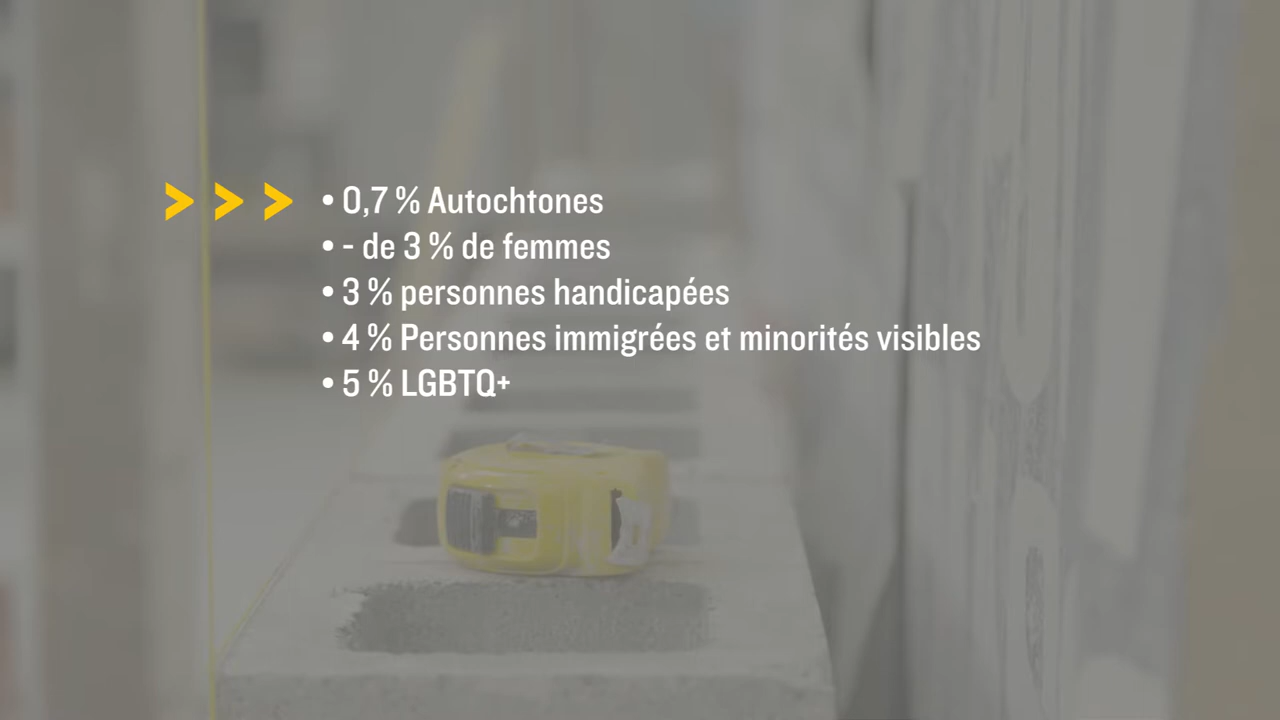 • 0,7 % Autochtones
• - de 3 % de femmes
• 3 % personnes handicapées
• 4 % Personnes immigrées et minorités visibles
• 5 % LGBTQ+